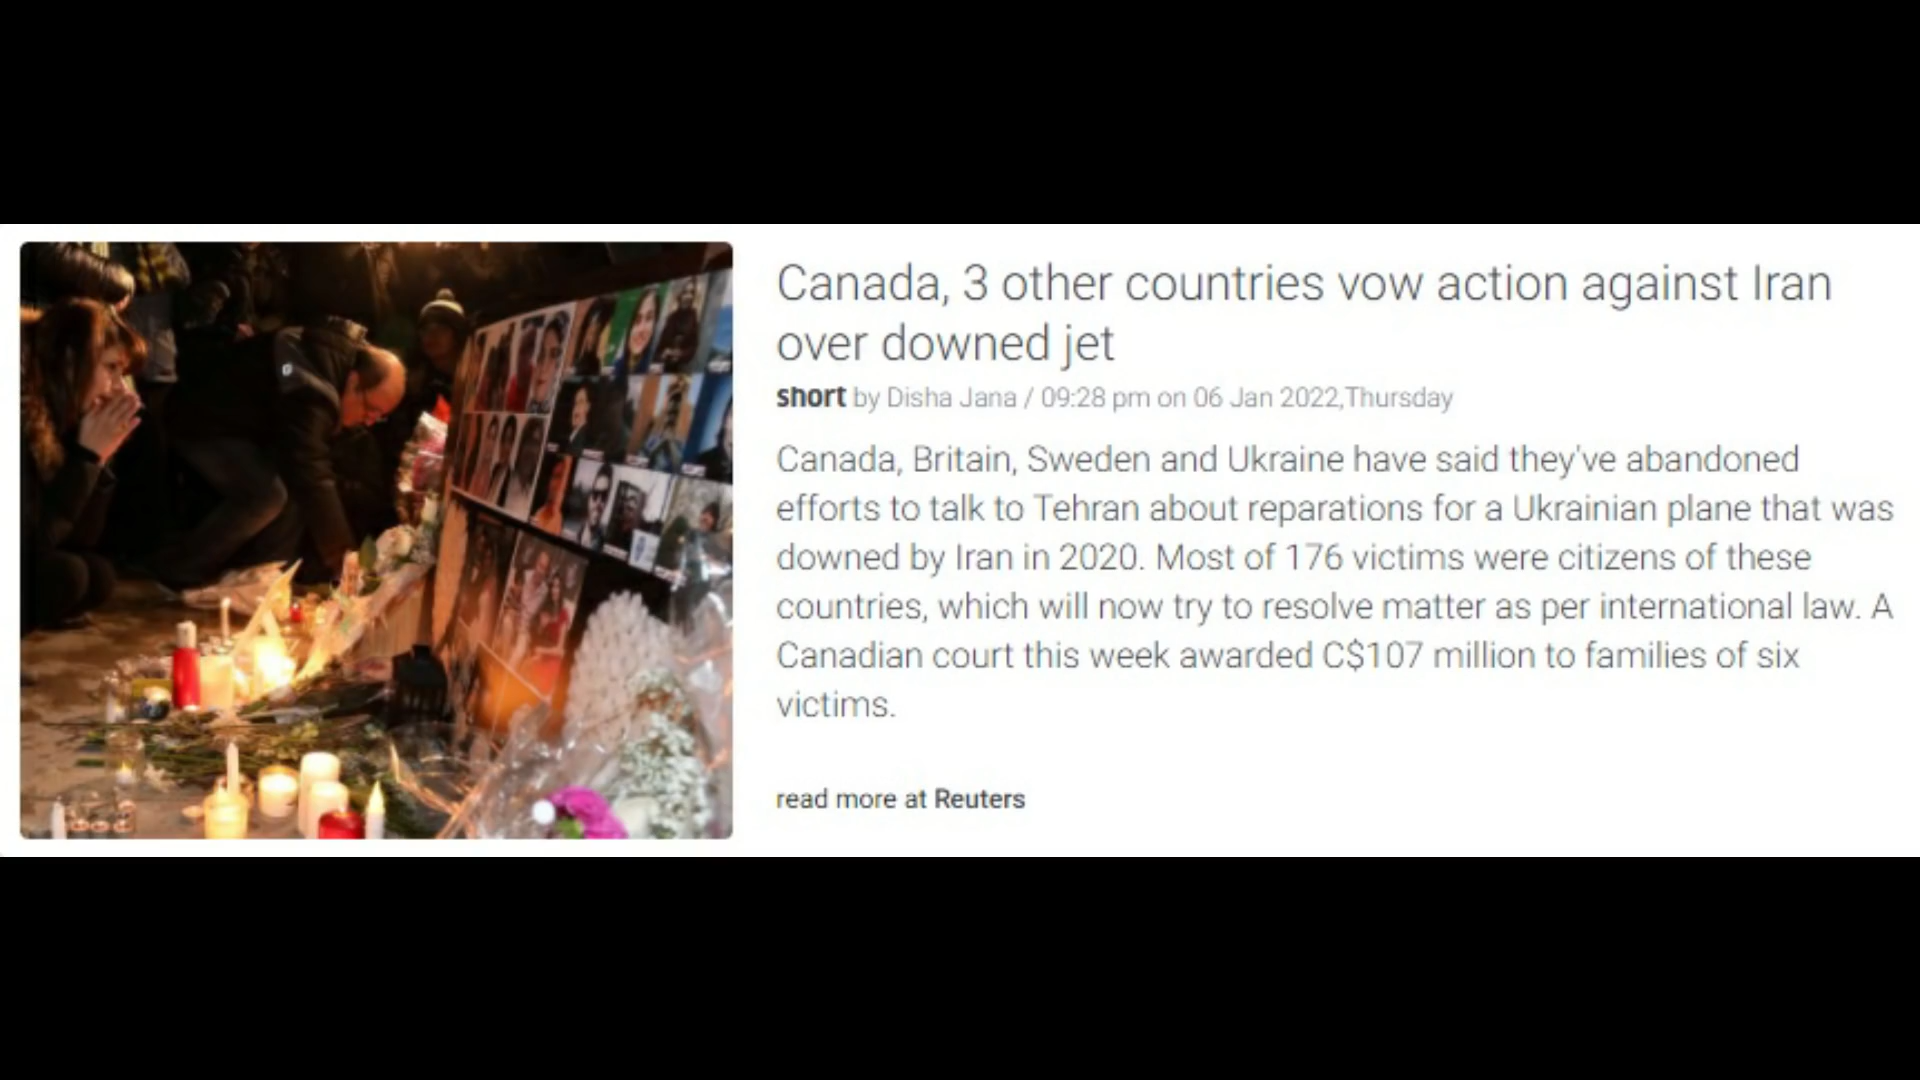 Canada, 3 other countries vow action against Iran
over downed jet
short by Disha Jana / 09:28 pm on 06 Jan 2022,Thursday
Canada, Britain, Sweden and Ukraine have said they've abandoned
efforts to talk to Tehran about reparations for a Ukrainian plane that was
downed by Iran in 2020. Most of 176 victims were citizens of these
countries, which will now try to resolve matter as per international law. A
Canadian court this week awarded C$107 million to families of six
victims.
read more at Reuters